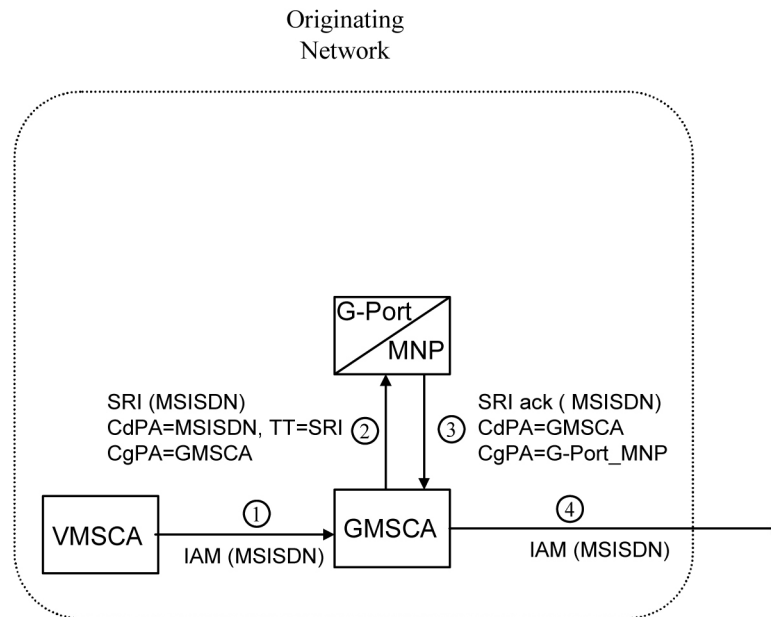 Originating
Network
G-Port
MNP
SRI (MSISDN)
CdPA=MSISDN, TT=SRI
CgPA=GMSCA
2
3
SRI ack ( MSISDN)
CdPA=GMSCA
CgPA=G-Port_MNP
VMSCA
1
IAM (MSISDN)
GMSCA
4
IAM (MSISDN)